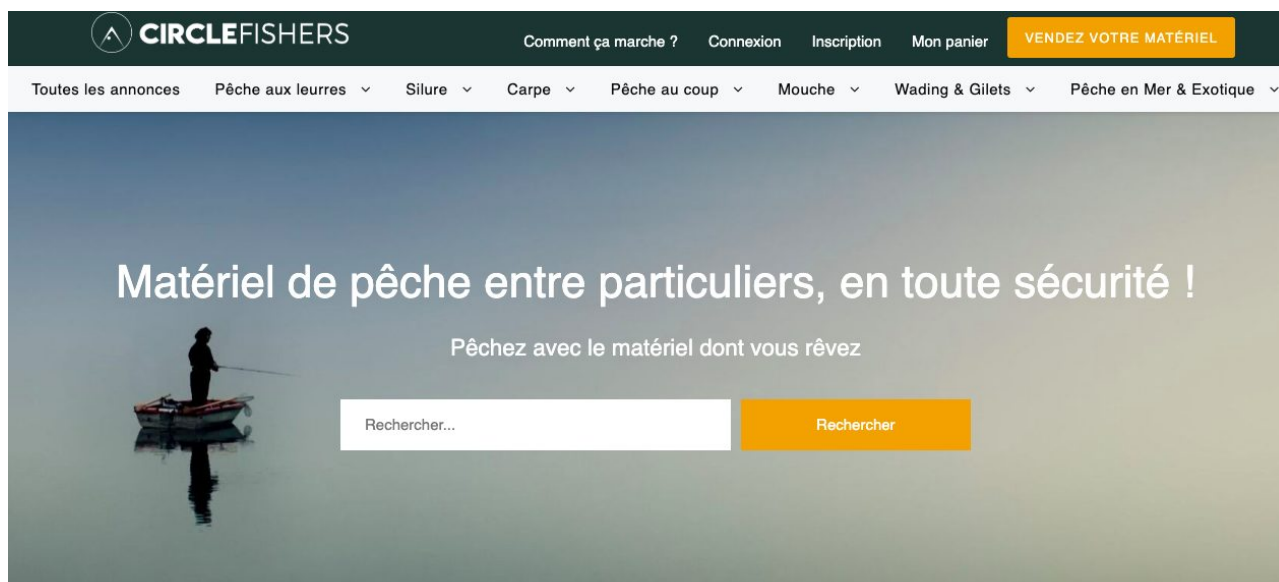 CIRCLEFISHERS
Comment ça marche ? Connexion Inscription Mon panier VENDEZ VOTRE MATÉRIEL
Toutes les annonces Pêche aux leurres Silure Carpe Pêche au coup Mouche Wading & Gilets Pêche en Mer & Exotique
Matériel de pêche entre particuliers, en toute sécurité !
Pêchez avec le matériel dont vous rêvez
Rechercher... Rechercher